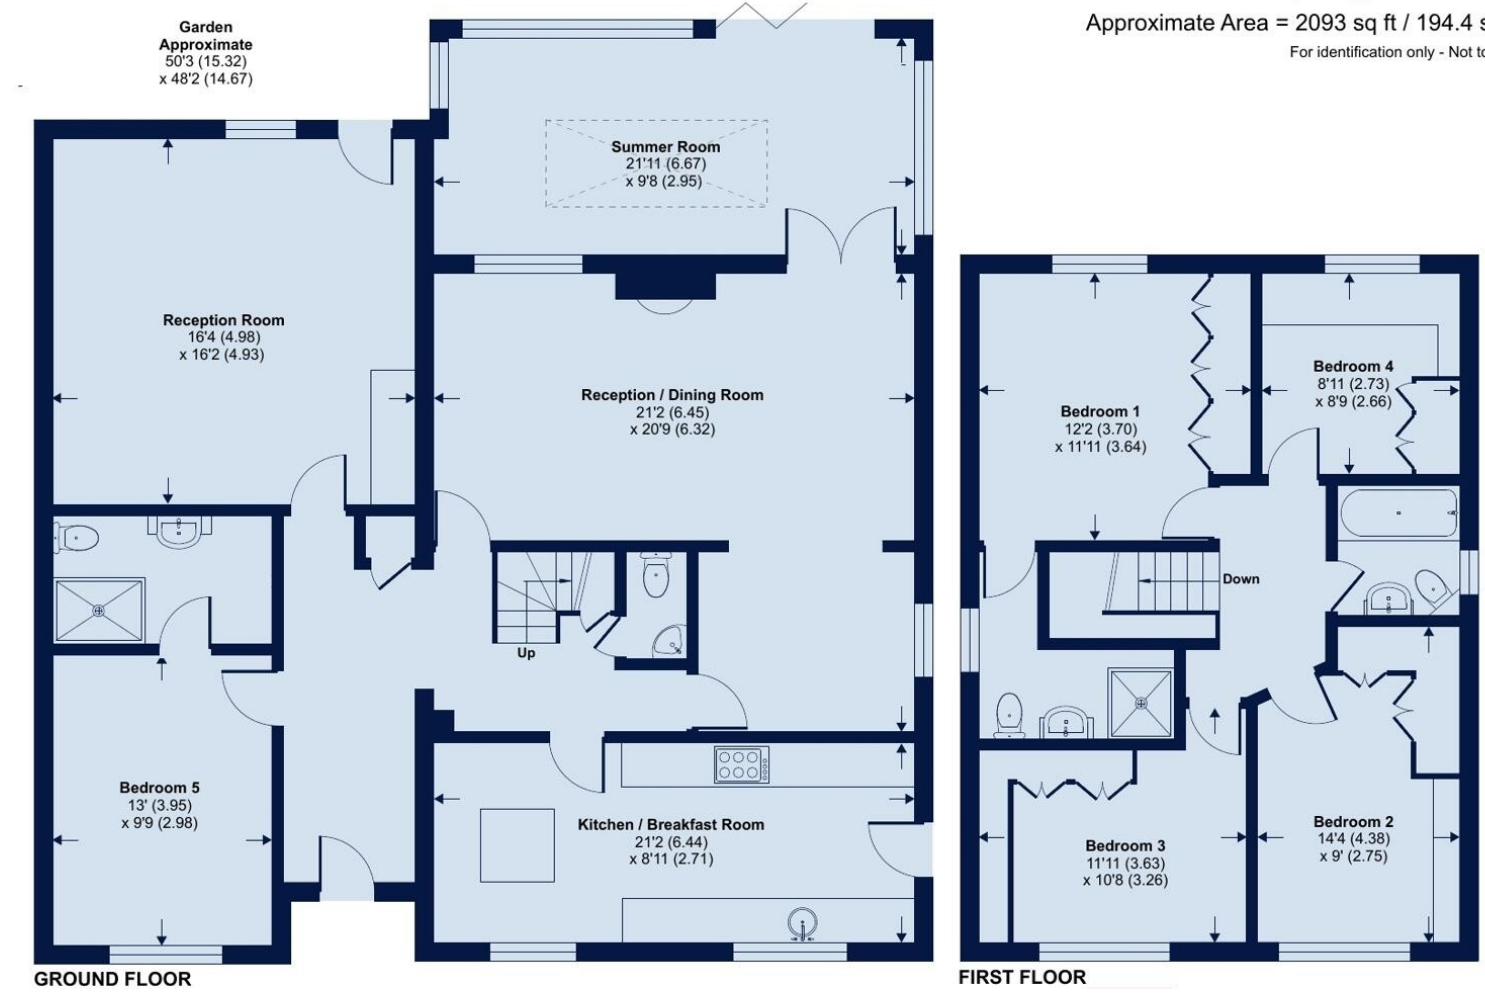 Garden
Approximate
50'3 (15.32)
x 48'2 (14.67)
Approximate Area = 2093 sq ft / 194.4 s
For identification only - Not to
Summer Room
21'11 (6.67)
x 9'8 (2.95)
Reception Room
16'4 (4.98)
x 16'2 (4.93)
Reception / Dining Room
21'2 (6.45)
x 20'9 (6.32)
Up
Bedroom 5
13' (3.95)
x 9'9 (2.98)
Kitchen / Breakfast Room
21'2 (6.44)
x 8'11 (2.71)
GROUND FLOOR
Bedroom 1
12'2 (3.70)
x 11'11 (3.64)
Bedroom 4
8'11 (2.73)
x 8'9 (2.66)
Down
Bedroom 3
11'11 (3.63)
x 10'8 (3.26)
Bedroom 2
14'4 (4.38)
x 9' (2.75)
FIRST FLOOR